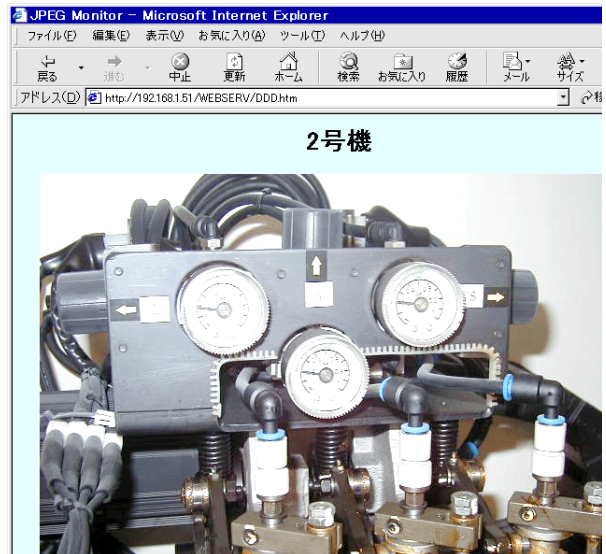 JPEG Monitor - Microsoft Internet Explorer
ファイル(F) 編集(E) 表示(V) お気に入り(A) ツール(T) ヘルプ(H)
戻る 進む 中止 更新 ホーム 検索 お気に入り 履歴 メール サイズ
アドレス(D) http://192.168.1.51/WEBSERV/DDD.htm 移
2号機